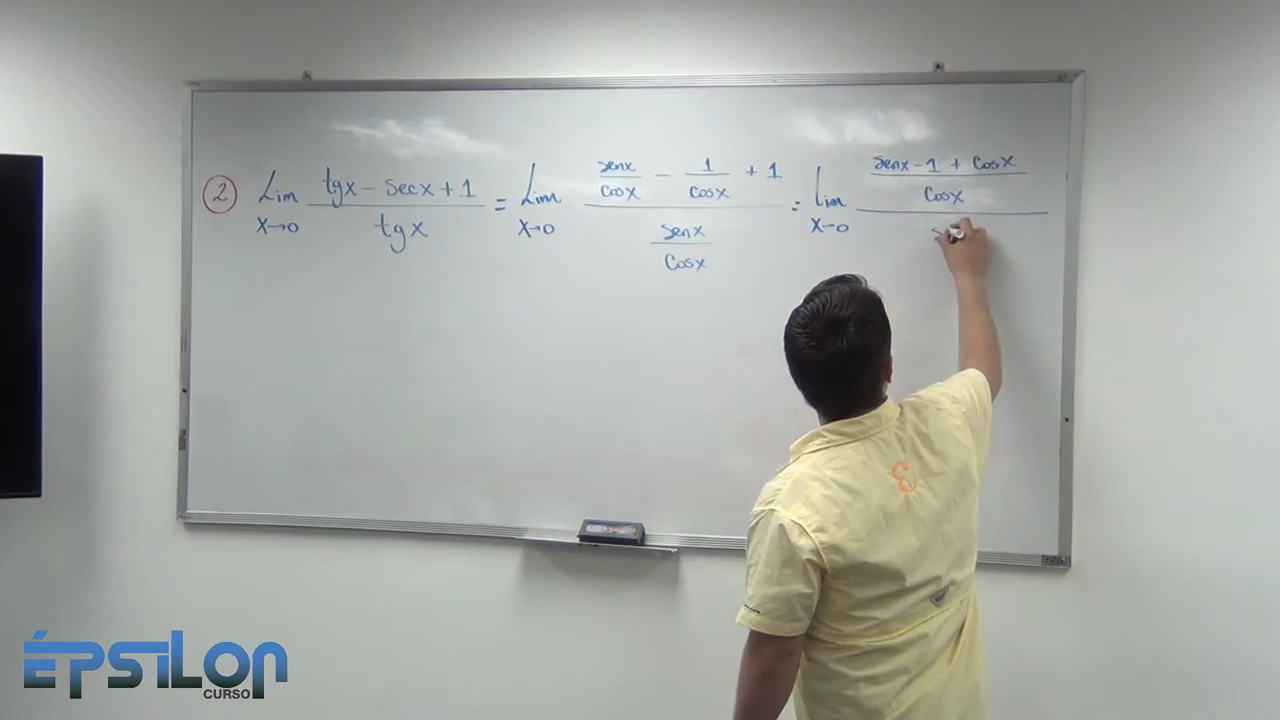 2 Lim x→0 tgx - secx + 1 / tgx = Lim x→0 senx/cosx - 1/cosx + 1 / senx/cosx = Lim x→0 senx - 1 + cosx / cosx
ÉPSILON
CURSO